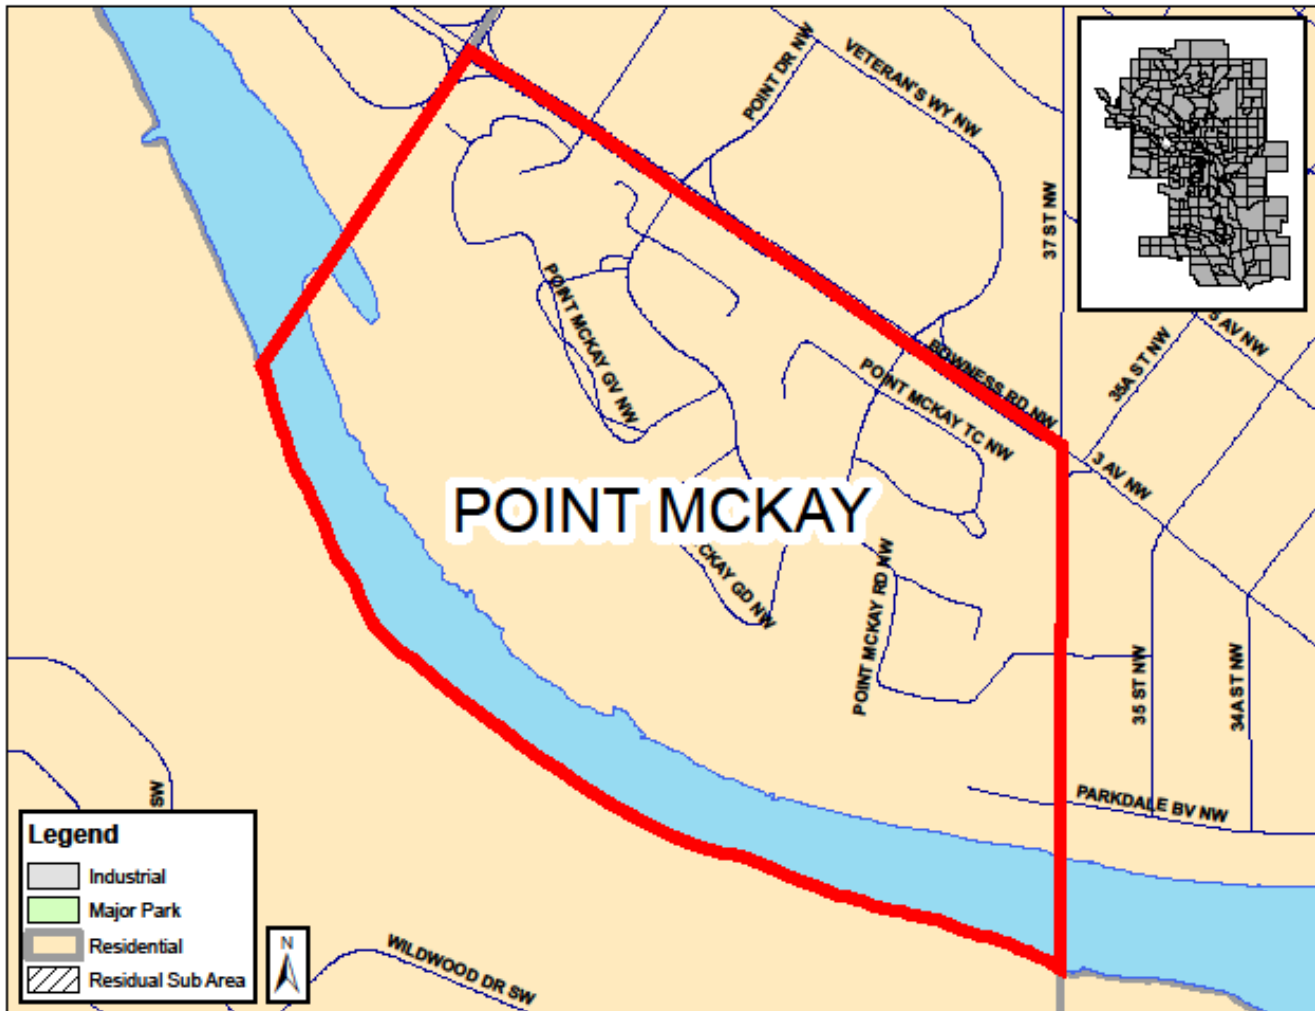 VETERAN'S WY NW
POINT DR NW
37 ST NW
5 AV NW
35A ST NW
BOWNESS RD NW
POINT MCKAY GV NW
POINT MCKAY TC NW
3 AV NW
POINT MCKAY
CKAY GD NW
POINT MCKAY RD NW
35 ST NW
34A ST NW
SW
PARKDALE BV NW
Legend
Industrial
Major Park
Residential
Residual Sub Area
N
WILDWOOD DR SW